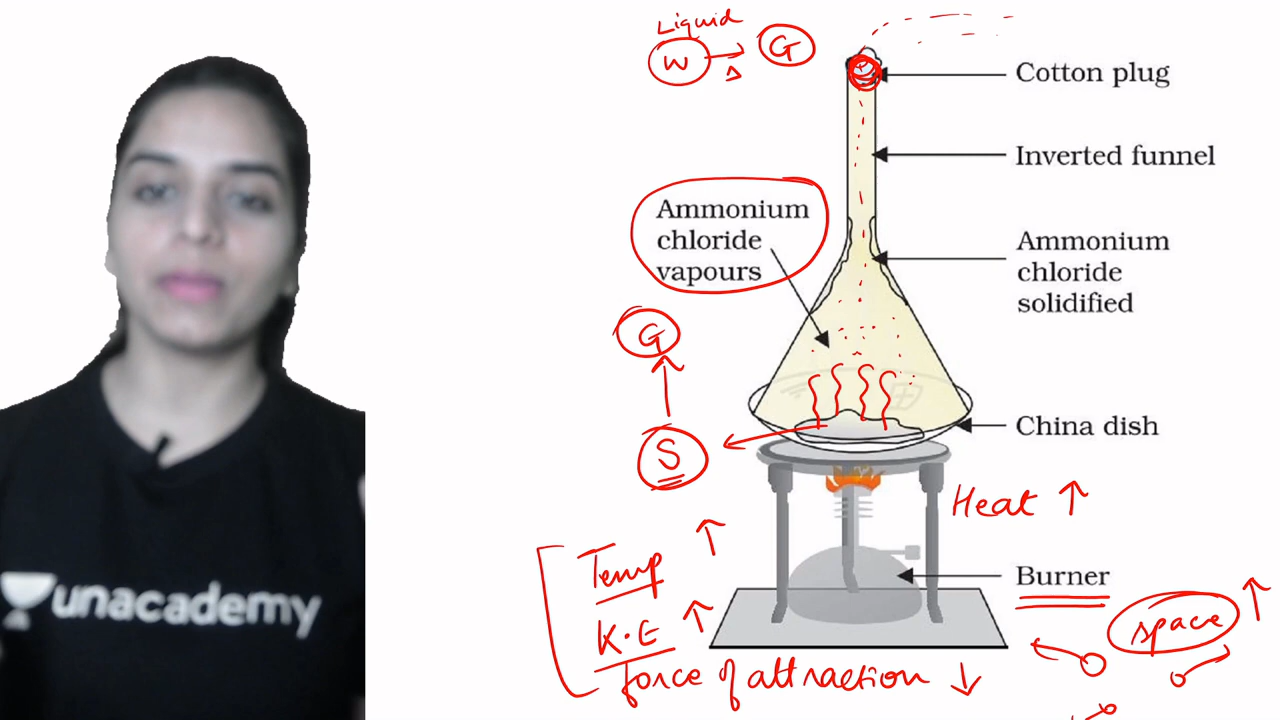 Liquid
W → G
Δ
Cotton plug
Inverted funnel
Ammonium
chloride
vapours
Ammonium
chloride
solidified
G
S
China dish
Heat ↑
Temp ↑
K.E ↑
force of attraction ↓
Burner
space ↑
unacademy